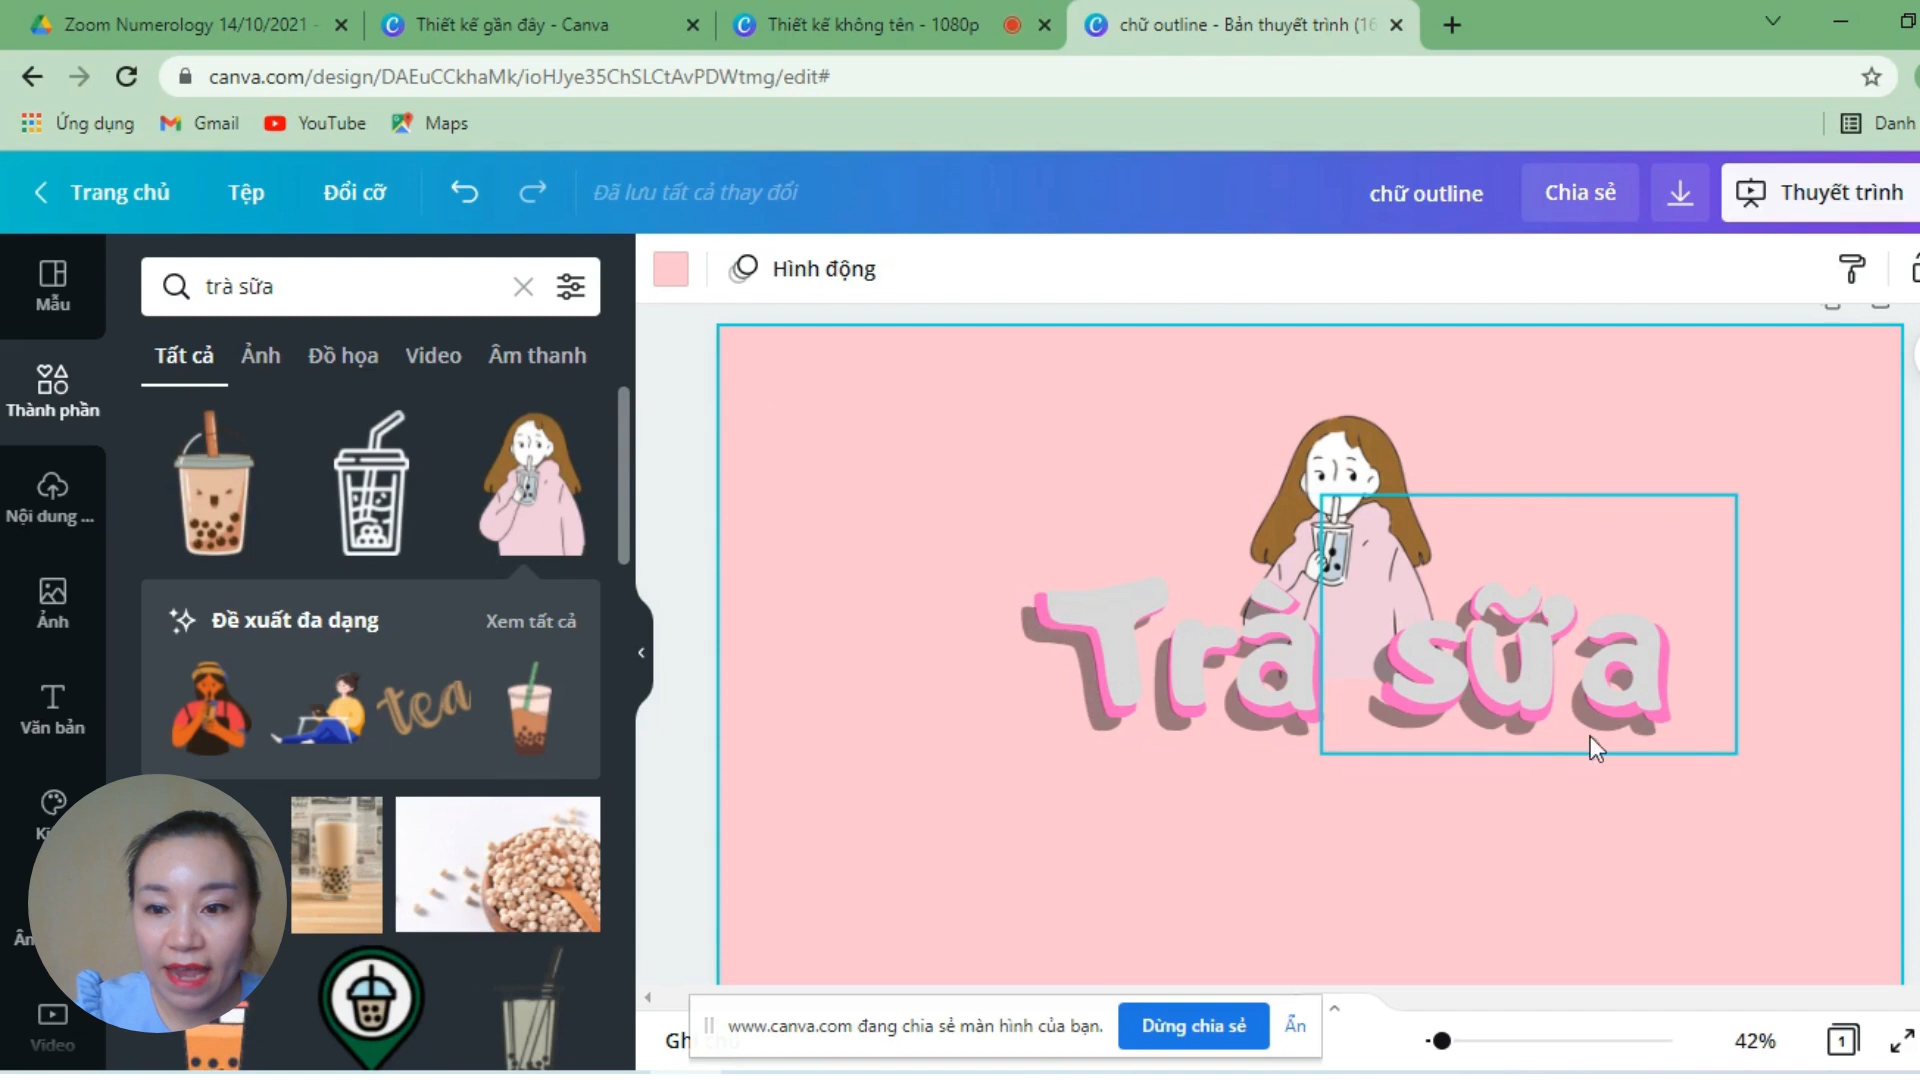 Zoom Numerology 14/10/2021 -
Thiết kế gần đây - Canva
Thiết kế không tên - 1080p
chữ outline - Bản thuyết trình (16
canva.com/design/DAEuCCkhaMk/ioHJye35ChSLCtAvPDWtmg/edit#
Ứng dụng
Gmail
YouTube
Maps
Danh
Trang chủ
Tệp
Đổi cỡ
Đã lưu tất cả thay đổi
chữ outline
Chia sẻ
Thuyết trình
Mẫu
trà sữa
Hình động
Tất cả
Ảnh
Đồ họa
Video
Âm thanh
Thành phần
Nội dung ...
Đề xuất đa dạng
Xem tất cả
Ảnh
tea
Văn bản
Trà sữa
Video
www.canva.com đang chia sẻ màn hình của bạn.
Dừng chia sẻ
Ẩn
42%
1